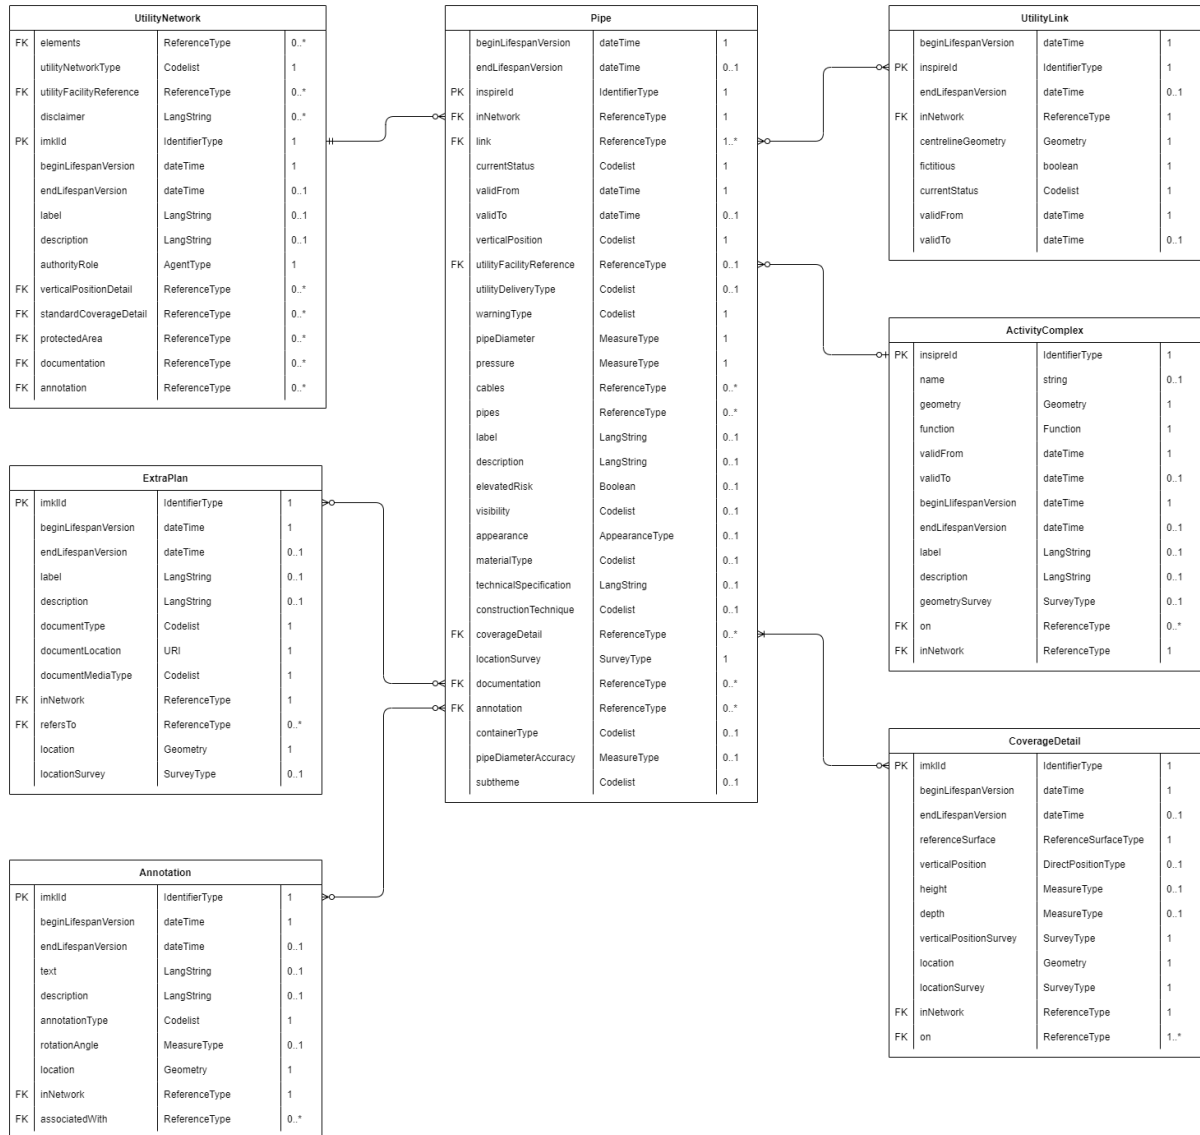 UtilityNetwork
FK elements ReferenceType 0..*
utilityNetworkType Codelist 1
FK utilityFacilityReference ReferenceType 0..*
disclaimer LangString 0..*
PK imklId IdentifierType 1
beginLifespanVersion dateTime 1
endLifespanVersion dateTime 0..1
label LangString 0..1
description LangString 0..1
authorityRole AgentType 1
FK verticalPositionDetail ReferenceType 0..*
FK standardCoverageDetail ReferenceType 0..*
FK protectedArea ReferenceType 0..*
FK documentation ReferenceType 0..*
FK annotation ReferenceType 0..*
ExtraPlan
PK imklId IdentifierType 1
beginLifespanVersion dateTime 1
endLifespanVersion dateTime 0..1
label LangString 0..1
description LangString 0..1
documentType Codelist 1
documentLocation URI 1
documentMediaType Codelist 1
FK inNetwork ReferenceType 1
FK refersTo ReferenceType 0..*
location Geometry 1
locationSurvey SurveyType 0..1
Annotation
PK imklId IdentifierType 1
beginLifespanVersion dateTime 1
endLifespanVersion dateTime 0..1
text LangString 0..1
description LangString 0..1
annotationType Codelist 1
rotationAngle MeasureType 0..1
location Geometry 1
FK inNetwork ReferenceType 1
FK associatedWith ReferenceType 0..*
Pipe
beginLifespanVersion dateTime 1
endLifespanVersion dateTime 0..1
PK inspireId IdentifierType 1
FK inNetwork ReferenceType 1
FK link ReferenceType 1..*
currentStatus Codelist 1
validFrom dateTime 1
validTo dateTime 0..1
verticalPosition Codelist 1
FK utilityFacilityReference ReferenceType 0..1
utilityDeliveryType Codelist 0..1
warningType Codelist 1
pipeDiameter MeasureType 1
pressure MeasureType 1
cables ReferenceType 0..*
pipes ReferenceType 0..*
label LangString 0..1
description LangString 0..1
elevatedRisk Boolean 0..1
visibility Codelist 0..1
appearance AppearanceType 0..1
materialType Codelist 0..1
technicalSpecification LangString 0..1
constructionTechnique Codelist 0..1
FK coverageDetail ReferenceType 0..*
locationSurvey SurveyType 1
FK documentation ReferenceType 0..*
FK annotation ReferenceType 0..*
containerType Codelist 0..1
pipeDiameterAccuracy MeasureType 0..1
subtheme Codelist 0..1
UtilityLink
beginLifespanVersion dateTime 1
PK inspireId IdentifierType 1
endLifespanVersion dateTime 0..1
FK inNetwork ReferenceType 1
centrelineGeometry Geometry 1
fictitious boolean 1
currentStatus Codelist 1
validFrom dateTime 1
validTo dateTime 0..1
ActivityComplex
PK insipreId IdentifierType 1
name string 0..1
geometry Geometry 1
function Function 1
validFrom dateTime 1
validTo dateTime 0..1
beginLlifespanVersion dateTime 1
endLifespanVersion dateTime 0..1
label LangString 0..1
description LangString 0..1
geometrySurvey SurveyType 0..1
FK on ReferenceType 0..*
FK inNetwork ReferenceType 1
CoverageDetail
PK imklId IdentifierType 1
beginLifespanVersion dateTime 1
endLifespanVersion dateTime 0..1
referenceSurface ReferenceSurfaceType 1
verticalPosition DirectPositionType 0..1
height MeasureType 0..1
depth MeasureType 0..1
verticalPositionSurvey SurveyType 1
location Geometry 1
locationSurvey SurveyType 1
FK inNetwork ReferenceType 1
FK on ReferenceType 1..*